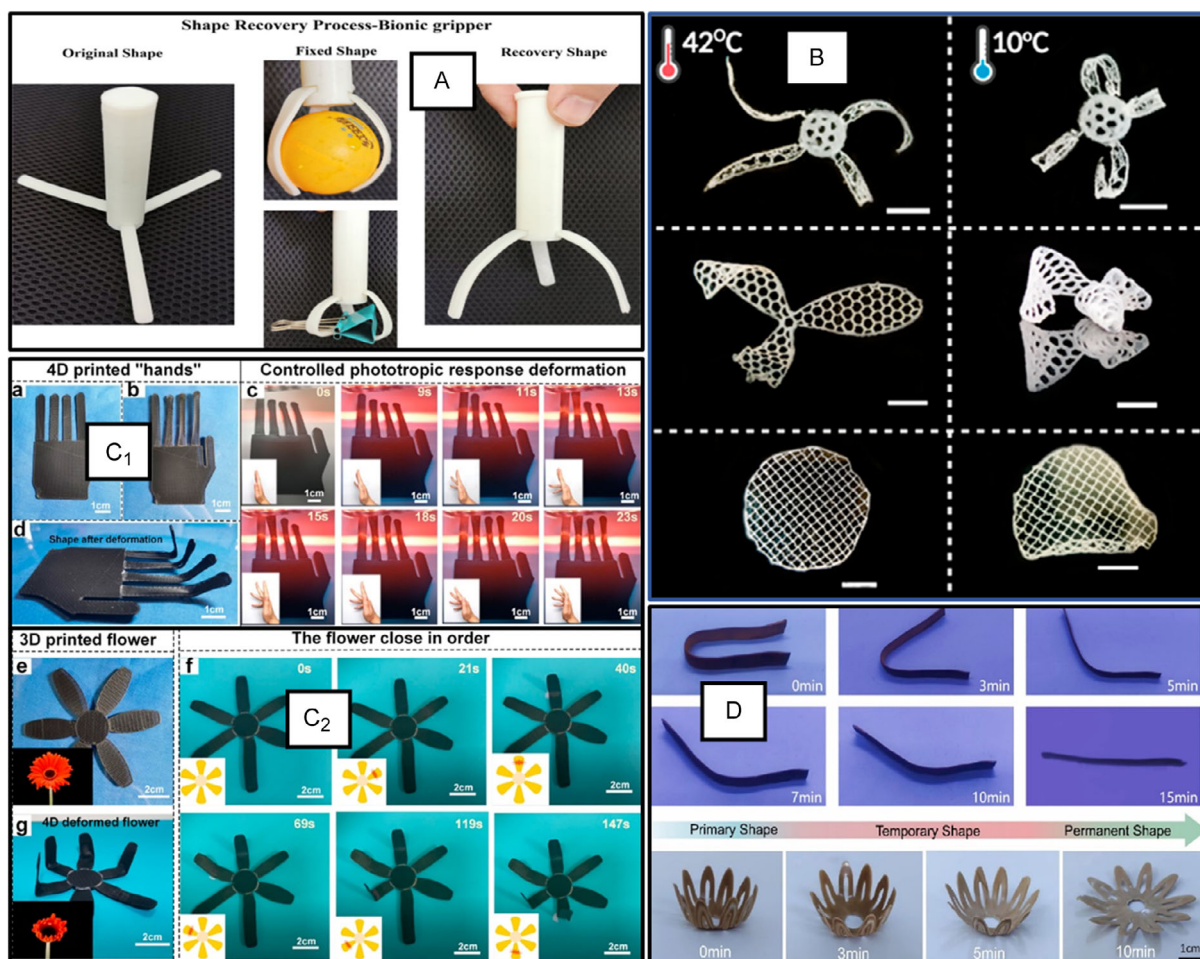 Shape Recovery Process-Bionic gripper
Original Shape
Fixed Shape
Recovery Shape
A
B
42°C
10°C
4D printed "hands"
Controlled phototropic response deformation
a
b
c
d
C1
1cm
1cm
0s
1cm
9s
1cm
11s
1cm
13s
1cm
15s
1cm
18s
1cm
20s
1cm
23s
1cm
Shape after deformation
1cm
3D printed flower
The flower close in order
e
2cm
f
C2
0s
2cm
21s
2cm
40s
2cm
g
4D deformed flower
2cm
69s
2cm
119s
2cm
147s
2cm
D
0min
3min
5min
7min
10min
15min
Primary Shape
Temporary Shape
Permanent Shape
0min
3min
5min
10min
1cm